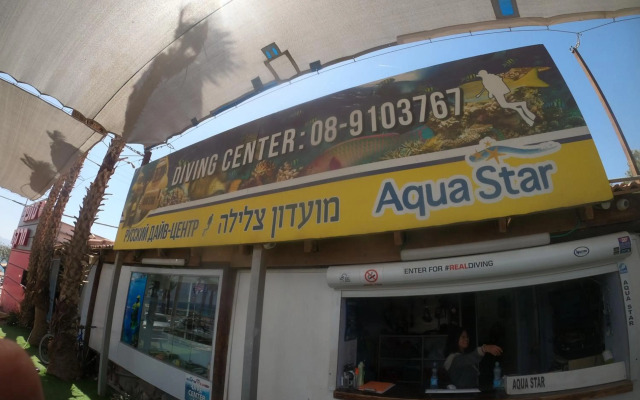 DIVING CENTER: 08-9103767
РУССКИЙ ДАЙВ-ЦЕНТР מועדון צלילה Aqua Star
ENTER FOR #REALDIVING
AQUA STAR
AQUA STAR